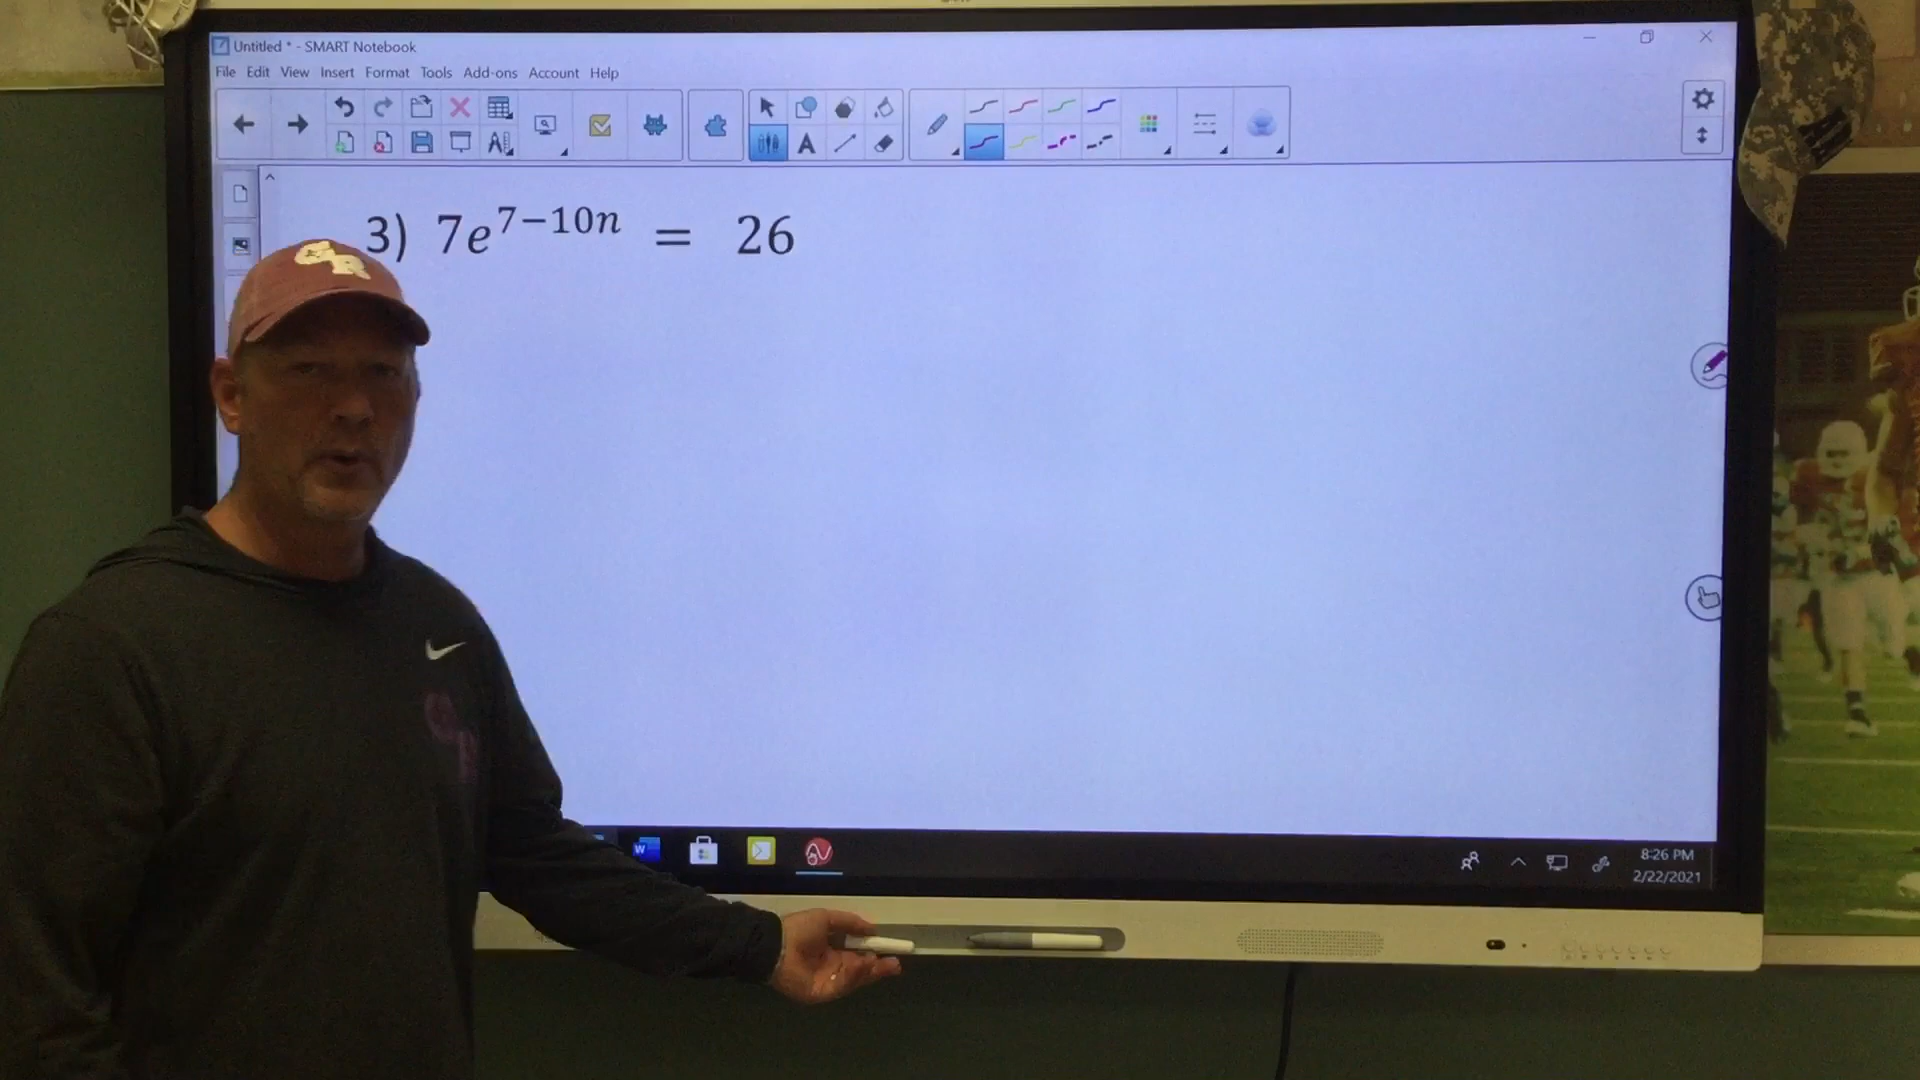 Untitled * - SMART Notebook
File Edit View Insert Format Tools Add-ons Account Help
3) 7e^{7-10n} = 26
GR
8:26 PM
2/22/2021